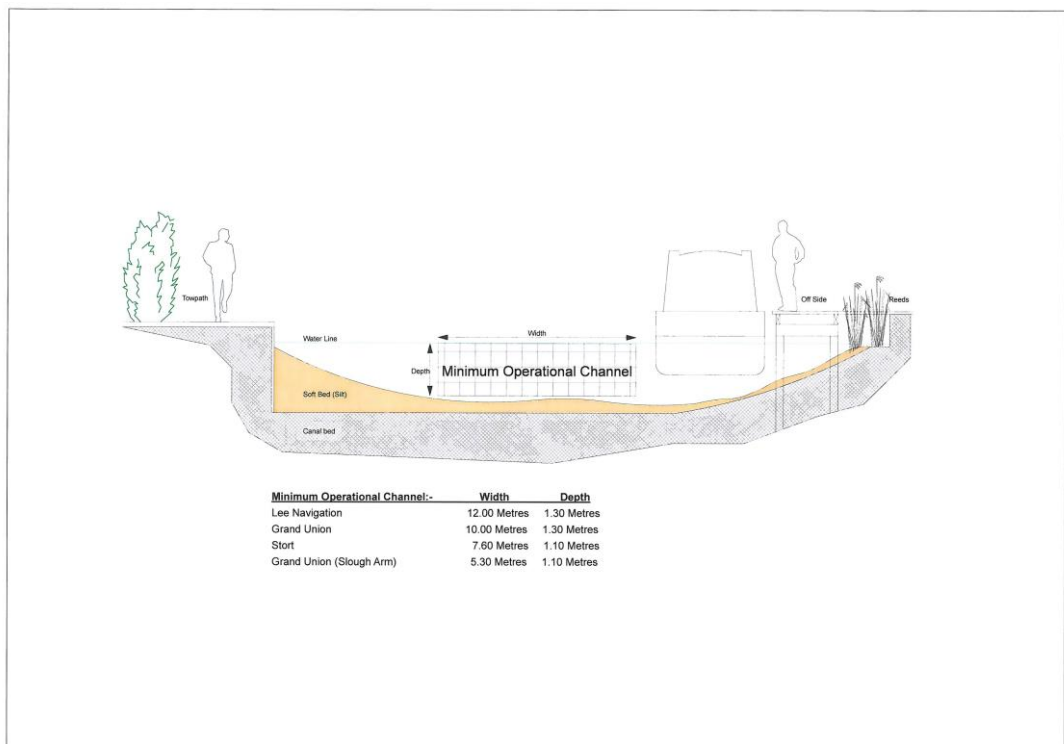 Towpath
Off Side
Reeds
Water Line
Width
Depth
Minimum Operational Channel
Soft Bed (Silt)
Canal bed
Minimum Operational Channel:- Width Depth
Lee Navigation 12.00 Metres 1.30 Metres
Grand Union 10.00 Metres 1.30 Metres
Stort 7.60 Metres 1.10 Metres
Grand Union (Slough Arm) 5.30 Metres 1.10 Metres